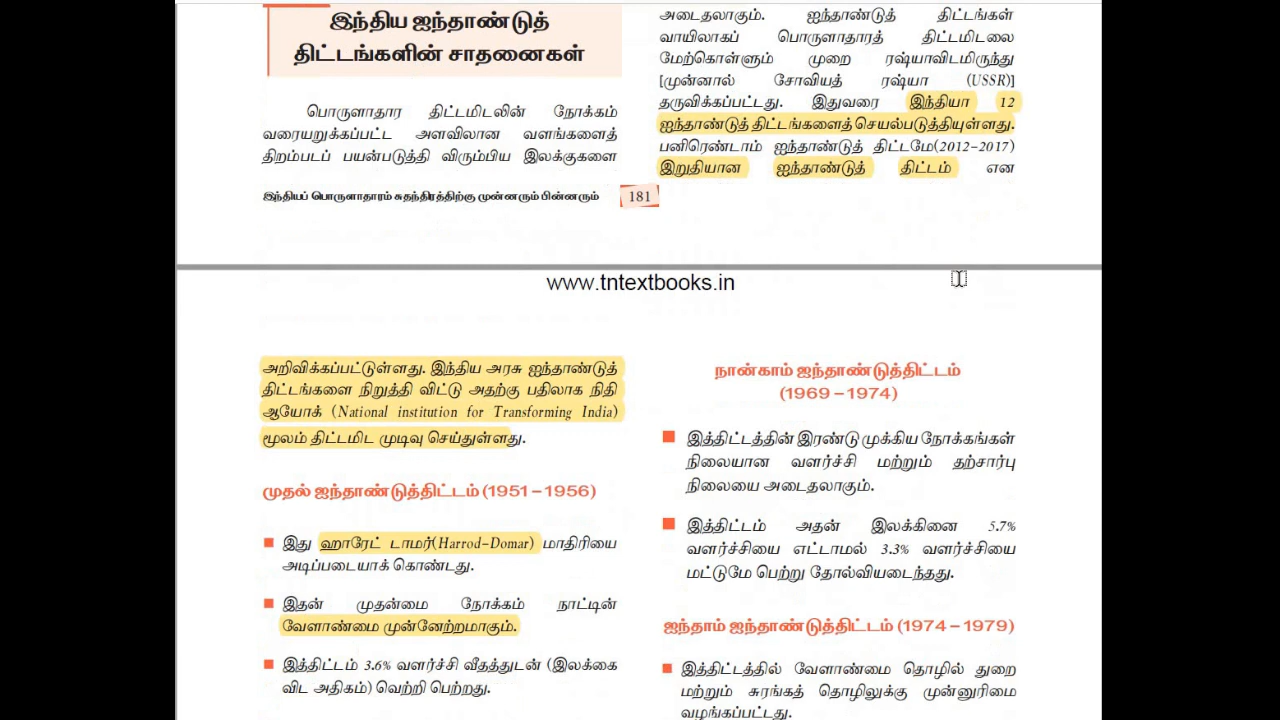 இந்திய ஐந்தாண்டுத்
திட்டங்களின் சாதனைகள்
பொருளாதார திட்டமிடலின் நோக்கம்
வரையறுக்கப்பட்ட அளவிலான வளங்களைத்
திறம்படப் பயன்படுத்தி விரும்பிய இலக்குகளை
அடைதலாகும். ஐந்தாண்டுத் திட்டங்கள்
வாயிலாகப் பொருளாதாரத் திட்டமிடலை
மேற்கொள்ளும் முறை ரஷ்யாவிடமிருந்து
[முன்னால் சோவியத் ரஷ்யா (USSR)]
தருவிக்கப்பட்டது. இதுவரை இந்தியா 12
ஐந்தாண்டுத் திட்டங்களைத் செயல்படுத்தியுள்ளது.
பனிரெண்டாம் ஐந்தாண்டுத் திட்டமே(2012-2017)
இறுதியான ஐந்தாண்டுத் திட்டம் என
இந்தியப் பொருளாதாரம் சுதந்திரத்திற்கு முன்னரும் பின்னரும் 181
www.tntextbooks.in
அறிவிக்கப்பட்டுள்ளது. இந்திய அரசு ஐந்தாண்டுத்
திட்டங்களை நிறுத்தி விட்டு அதற்கு பதிலாக நிதி
ஆயோக் (National institution for Transforming India)
மூலம் திட்டமிட முடிவு செய்துள்ளது.
முதல் ஐந்தாண்டுத்திட்டம் (1951 – 1956)
இது ஹாரேட் டாமர்(Harrod-Domar) மாதிரியை
அடிப்படையாக் கொண்டது.
இதன் முதன்மை நோக்கம் நாட்டின்
வேளாண்மை முன்னேற்றமாகும்.
இத்திட்டம் 3.6% வளர்ச்சி வீதத்துடன் (இலக்கை
விட அதிகம்) வெற்றி பெற்றது.
நான்காம் ஐந்தாண்டுத்திட்டம்
(1969 – 1974)
இத்திட்டத்தின் இரண்டு முக்கிய நோக்கங்கள்
நிலையான வளர்ச்சி மற்றும் தற்சார்பு
நிலையை அடைதலாகும்.
இத்திட்டம் அதன் இலக்கினை 5.7%
வளர்ச்சியை எட்டாமல் 3.3% வளர்ச்சியை
மட்டுமே பெற்று தோல்வியடைந்தது.
ஐந்தாம் ஐந்தாண்டுத்திட்டம் (1974 – 1979)
இத்திட்டத்தில் வேளாண்மை தொழில் துறை
மற்றும் சுரங்கத் தொழிலுக்கு முன்னுரிமை
வழங்கப்பட்டது.